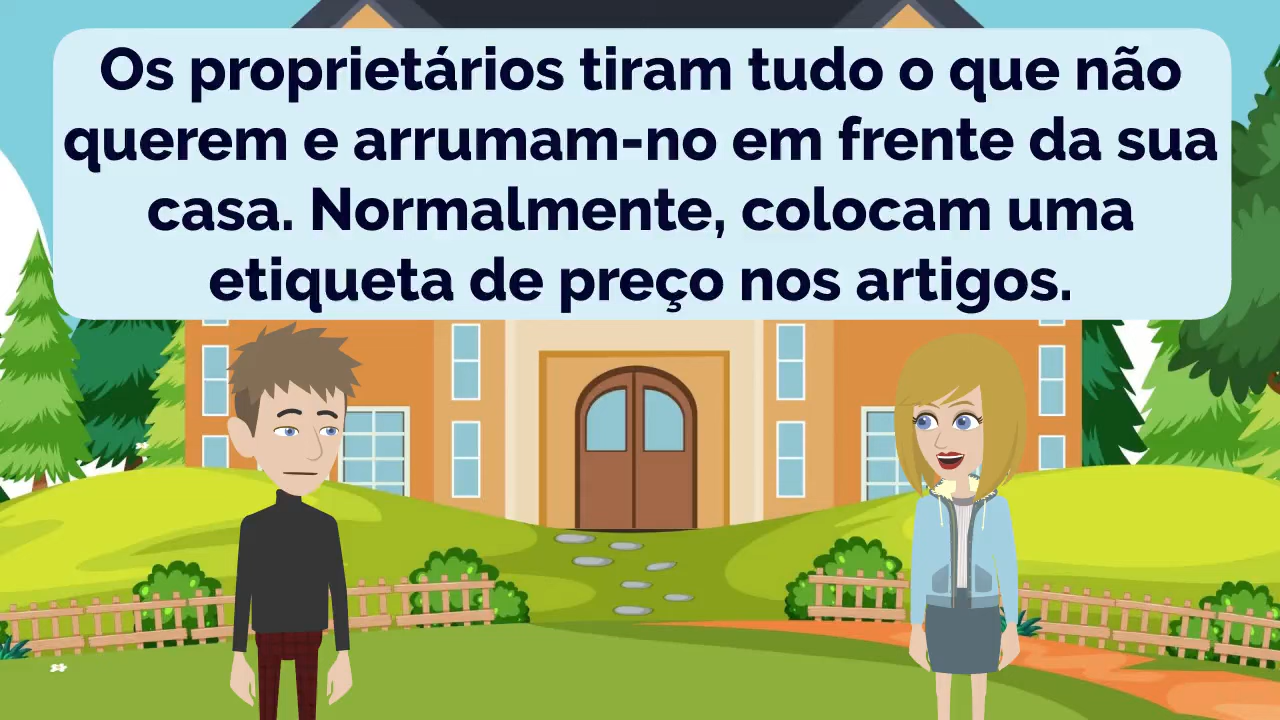 Os proprietários tiram tudo o que não
querem e arrumam-no em frente da sua
casa. Normalmente, colocam uma
etiqueta de preço nos artigos.